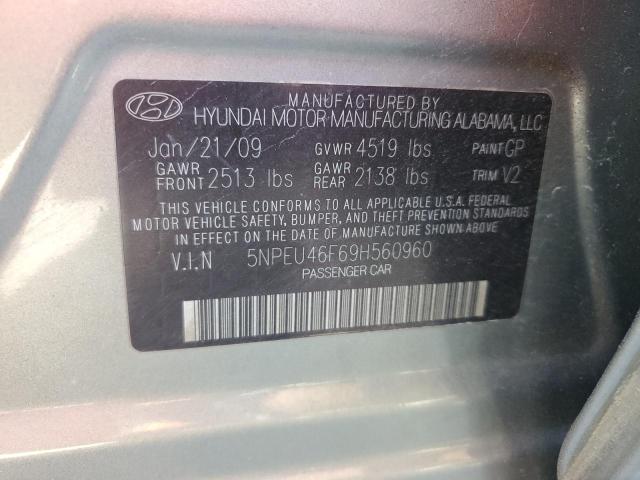 MANUFACTURED BY
HYUNDAI MOTOR MANUFACTURING ALABAMA, LLC
Jan/21/09 GVWR 4519 lbs PAINT GP
GAWR FRONT 2513 lbs GAWR REAR 2138 lbs TRIM V2
THIS VEHICLE CONFORMS TO ALL APPLICABLE U.S.A. FEDERAL
MOTOR VEHICLE SAFETY, BUMPER, AND THEFT PREVENTION STANDARDS
IN EFFECT ON THE DATE OF MANUFACTURE SHOWN ABOVE.
V.I.N 5NPEU46F69H560960
PASSENGER CAR